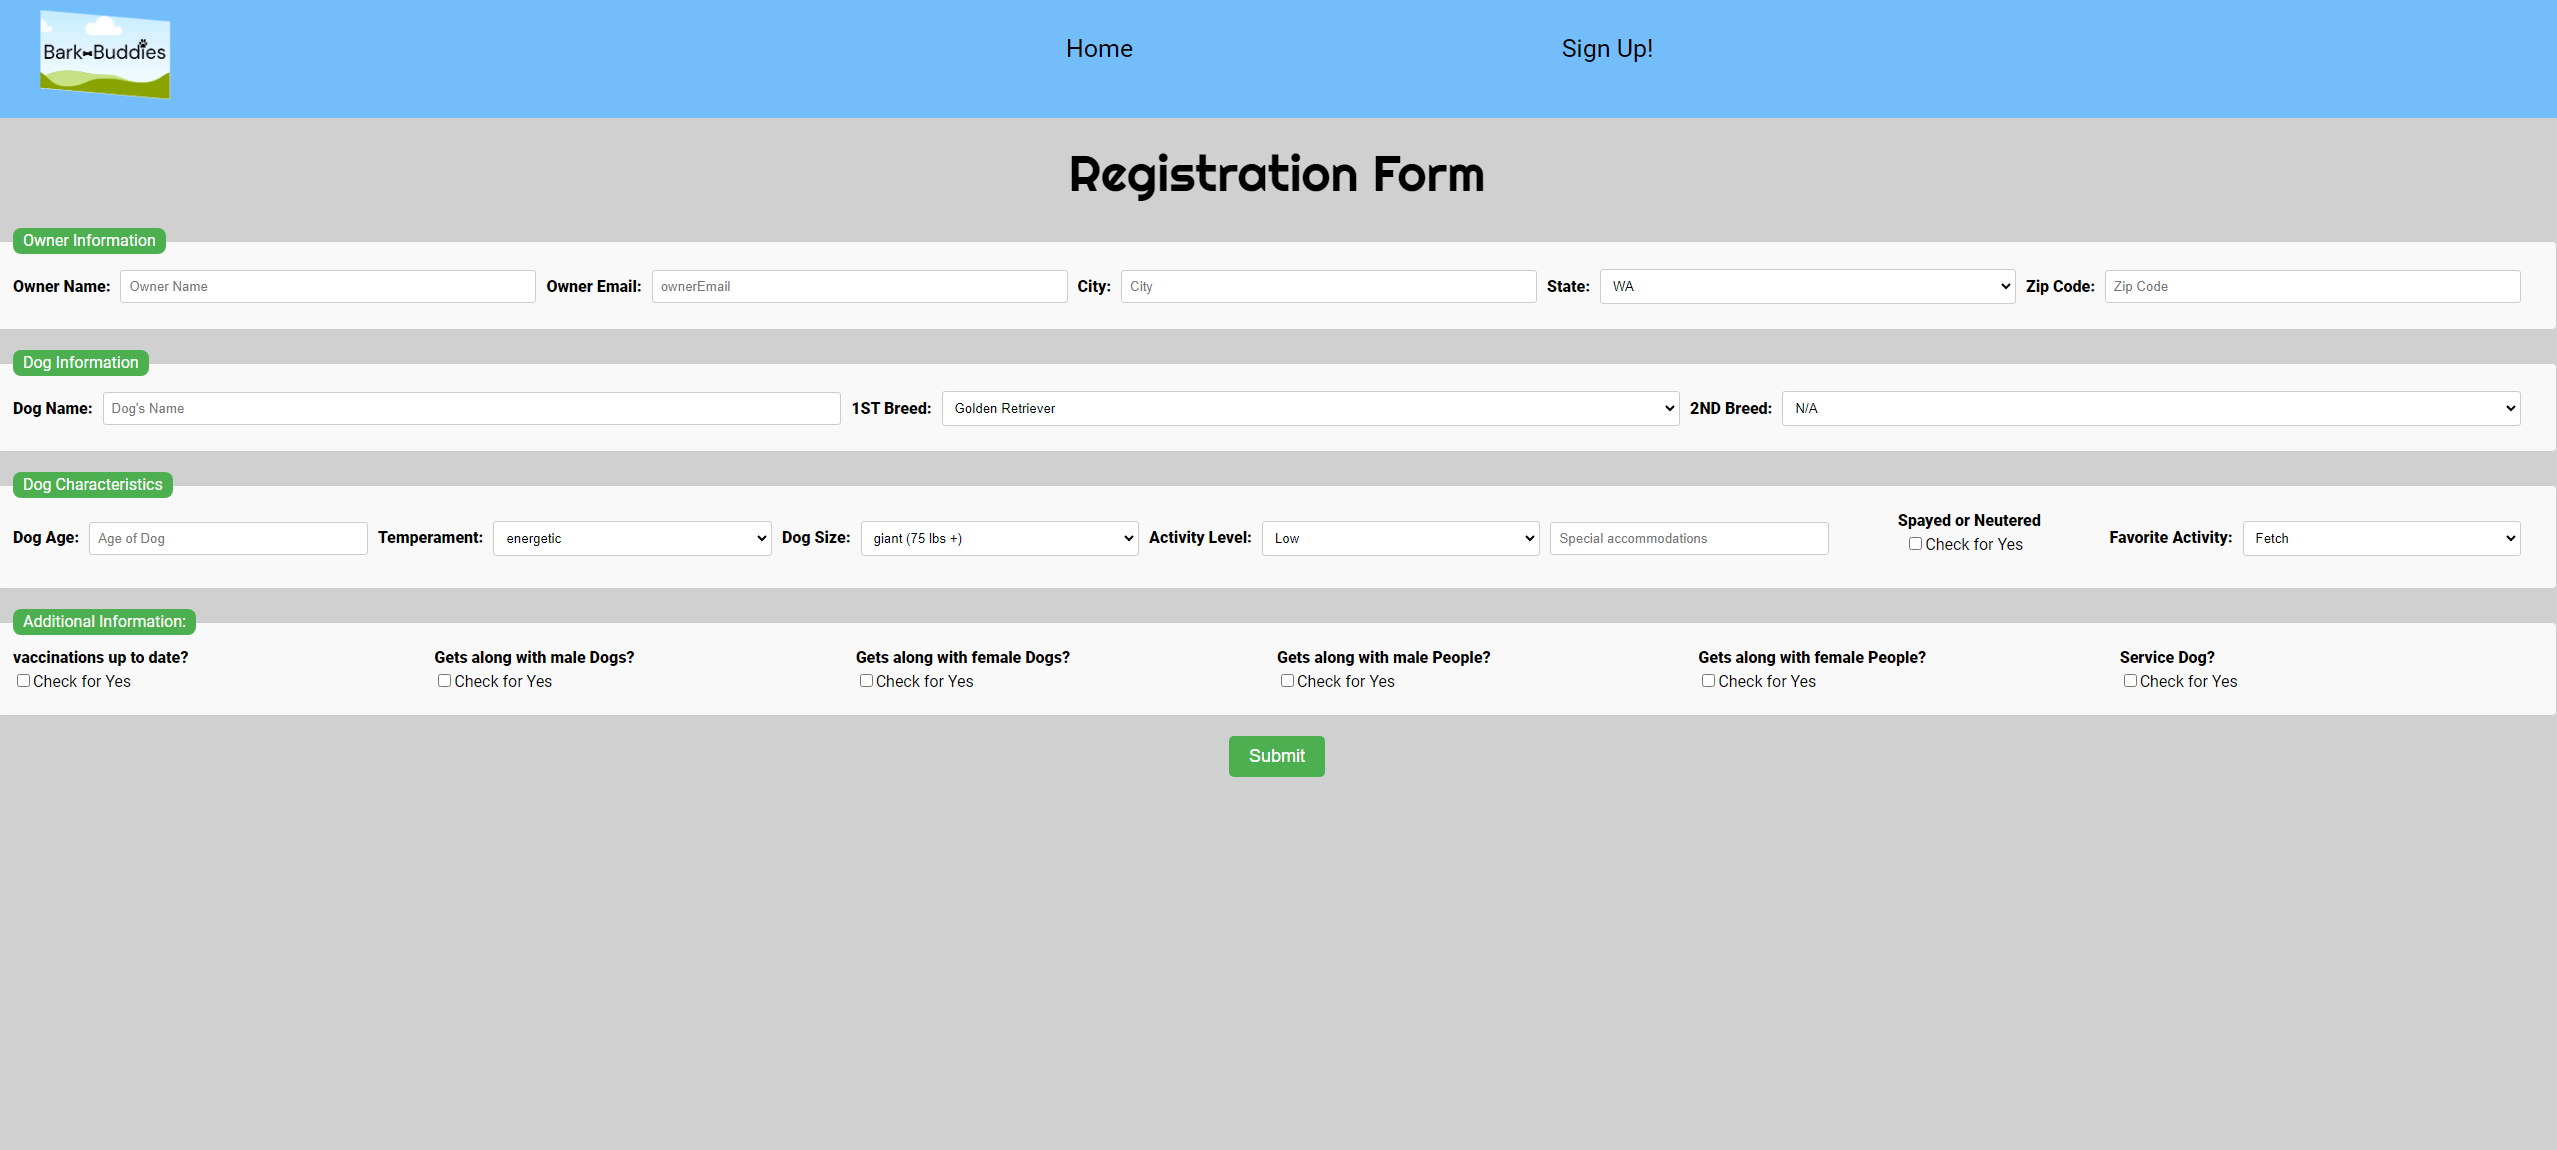 Bark Buddies
Home Sign Up!
Registration Form
Owner Information
Owner Name: Owner Name Owner Email: ownerEmail City: City State: WA Zip Code: Zip Code
Dog Information
Dog Name: Dog's Name 1ST Breed: Golden Retriever 2ND Breed: N/A
Dog Characteristics
Dog Age: Age of Dog Temperament: energetic Dog Size: giant (75 lbs +) Activity Level: Low Special accommodations Spayed or Neutered Check for Yes Favorite Activity: Fetch
Additional Information:
vaccinations up to date? Gets along with male Dogs? Gets along with female Dogs? Gets along with male People? Gets along with female People? Service Dog?
Check for Yes Check for Yes Check for Yes Check for Yes Check for Yes Check for Yes
Submit